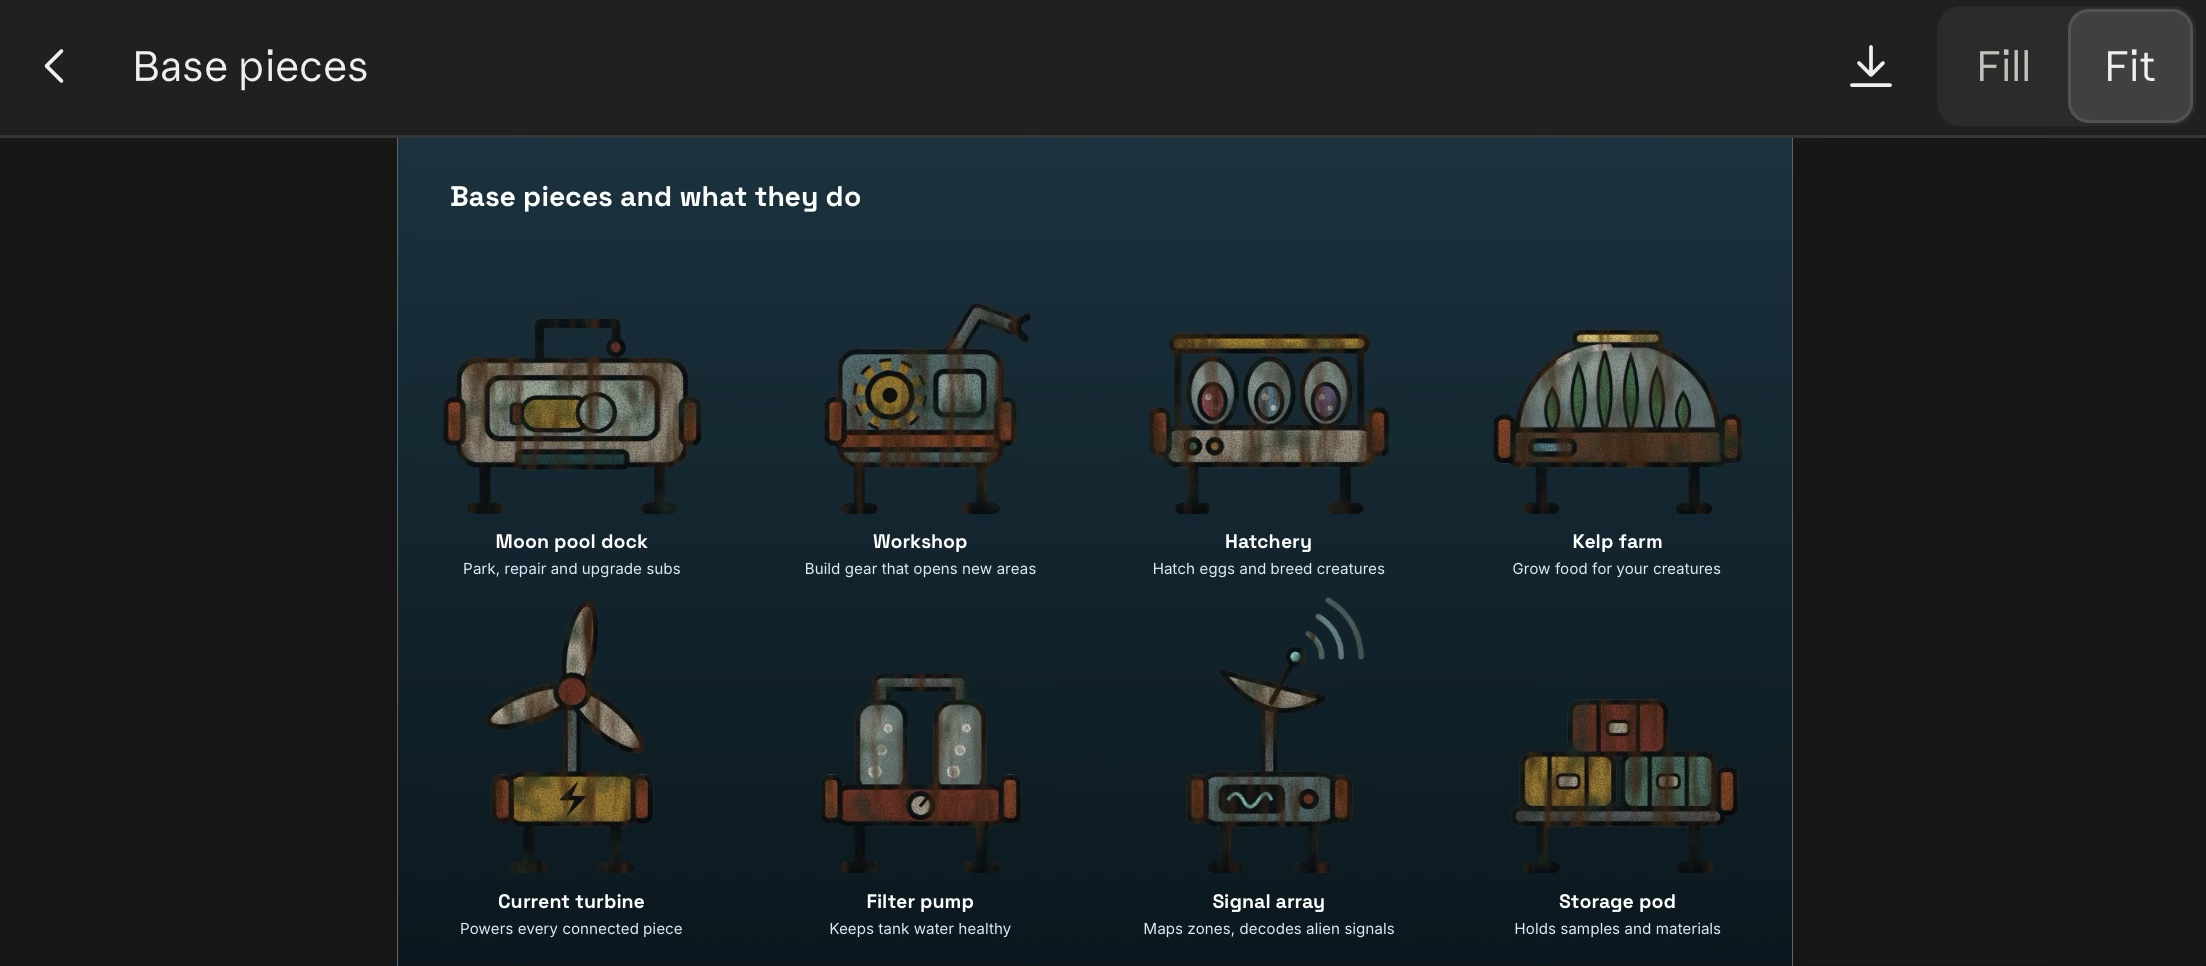 Base pieces
Fill
Fit
Base pieces and what they do
Moon pool dock
Park, repair and upgrade subs
Workshop
Build gear that opens new areas
Hatchery
Hatch eggs and breed creatures
Kelp farm
Grow food for your creatures
Current turbine
Powers every connected piece
Filter pump
Keeps tank water healthy
Signal array
Maps zones, decodes alien signals
Storage pod
Holds samples and materials